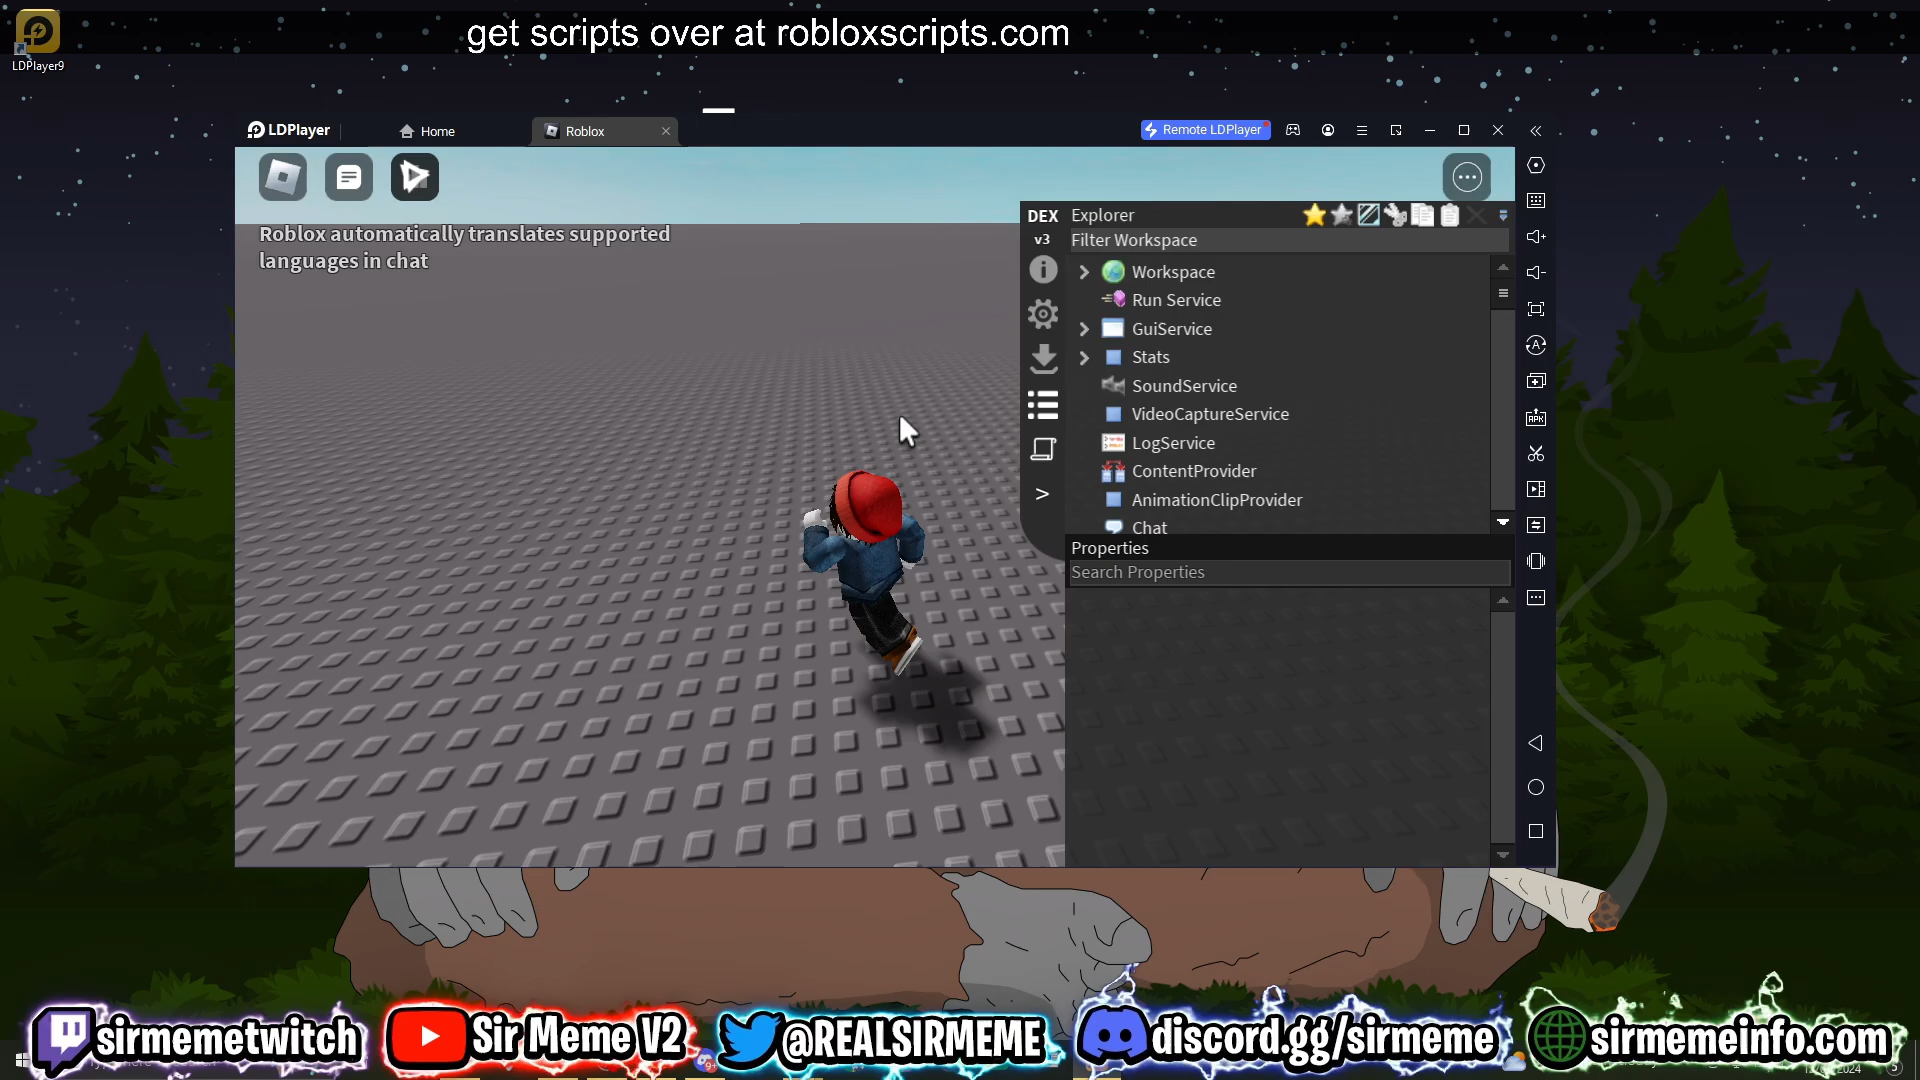 get scripts over at robloxscripts.com
LDPlayer9
LDPlayer
Home
Roblox
Remote LDPlayer
Roblox automatically translates supported
languages in chat
DEX
v3
Explorer
Filter Workspace
Workspace
Run Service
GuiService
Stats
SoundService
VideoCaptureService
LogService
ContentProvider
AnimationClipProvider
Chat
>
Properties
Search Properties
APK
sirmemetwitch
Sir Meme V2
@REALSIRMEME
discord.gg/sirmeme
sirmemeinfo.com